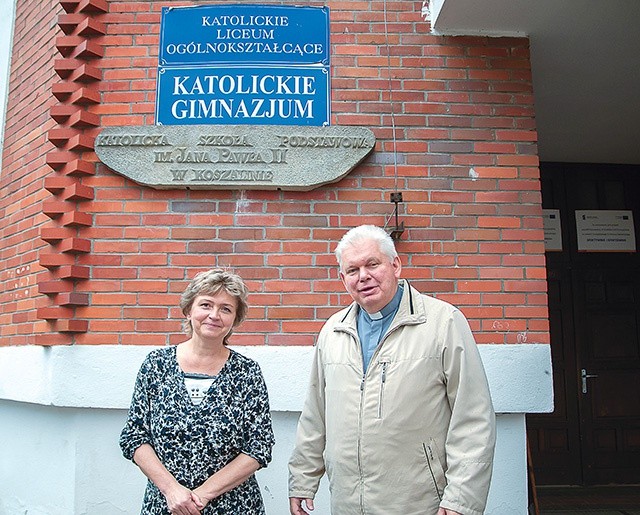 KATOLICKIE
LICEUM
OGÓLNOKSZTAŁCĄCE
KATOLICKIE
GIMNAZJUM
KATOLICKA SZKOŁA PODSTAWOWA
IM. JANA PAWŁA II
W KOSZALINIE